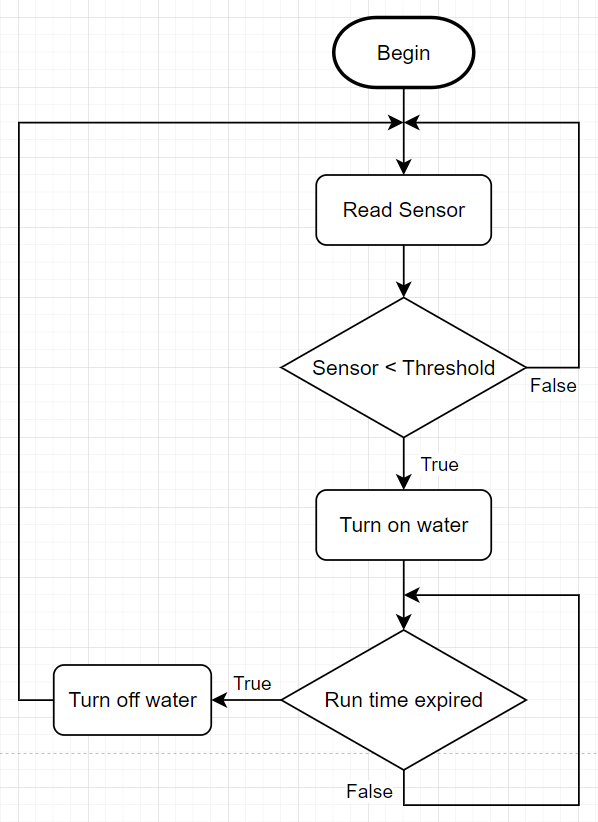 Begin
Read Sensor
Sensor < Threshold
False
True
Turn on water
Run time expired
True
Turn off water
False